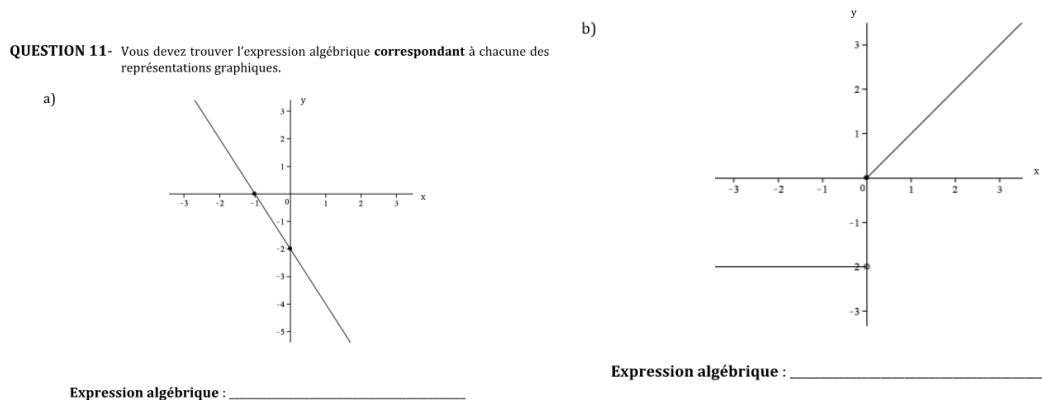 QUESTION 11- Vous devez trouver l'expression algébrique correspondant à chacune des
représentations graphiques.
a)
y
3
2
1
-3 -2 -1 0 1 2 3 x
-1
-2
-3
-4
-5
Expression algébrique : ____________________
b)
y
3
2
1
-3 -2 -1 0 1 2 3 x
-1
-2
-3
Expression algébrique : ____________________